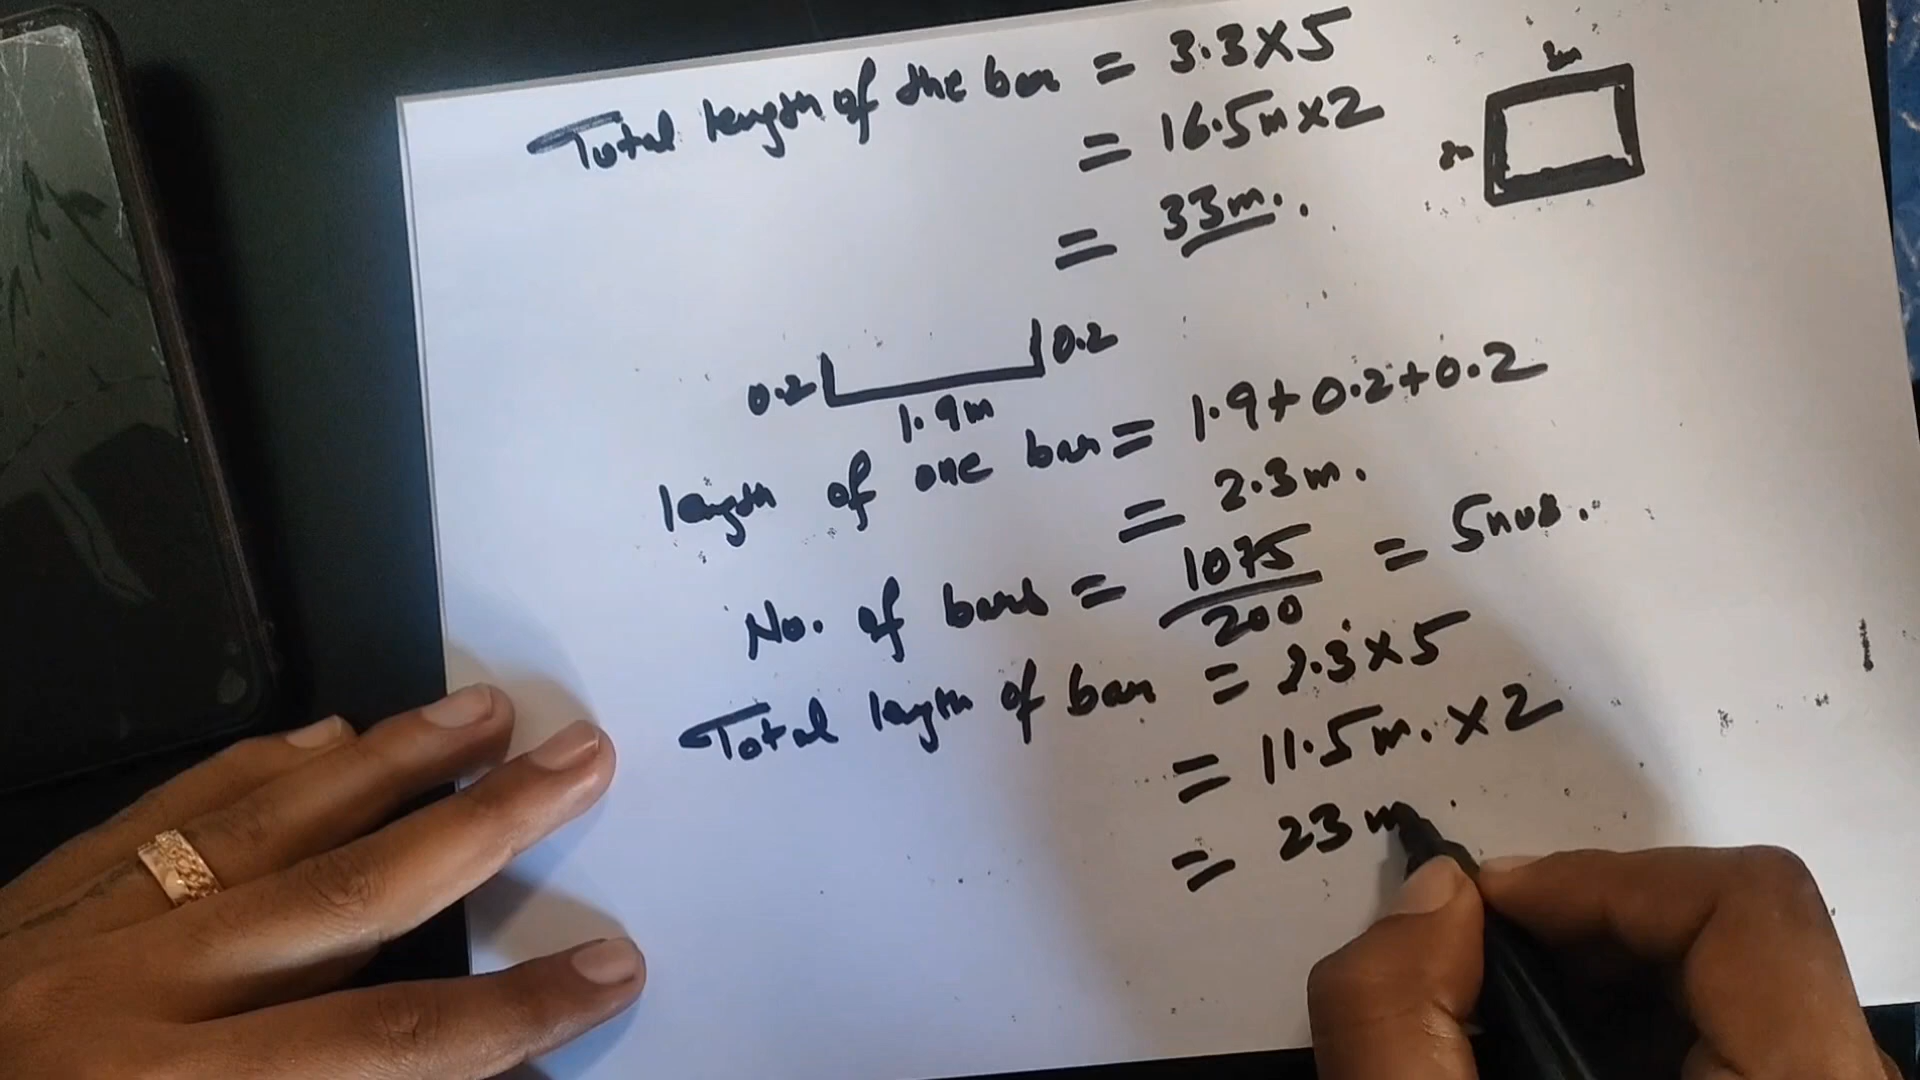 Total length of the bar = 3.3×5
= 16.5m×2
= 33m.
0.2 0.2
1.9m
length of one bar = 1.9+0.2+0.2
= 2.3m.
No. of bars = 1075/200 = 5nos.
Total length of bar = 2.3×5
= 11.5m.×2
= 23m